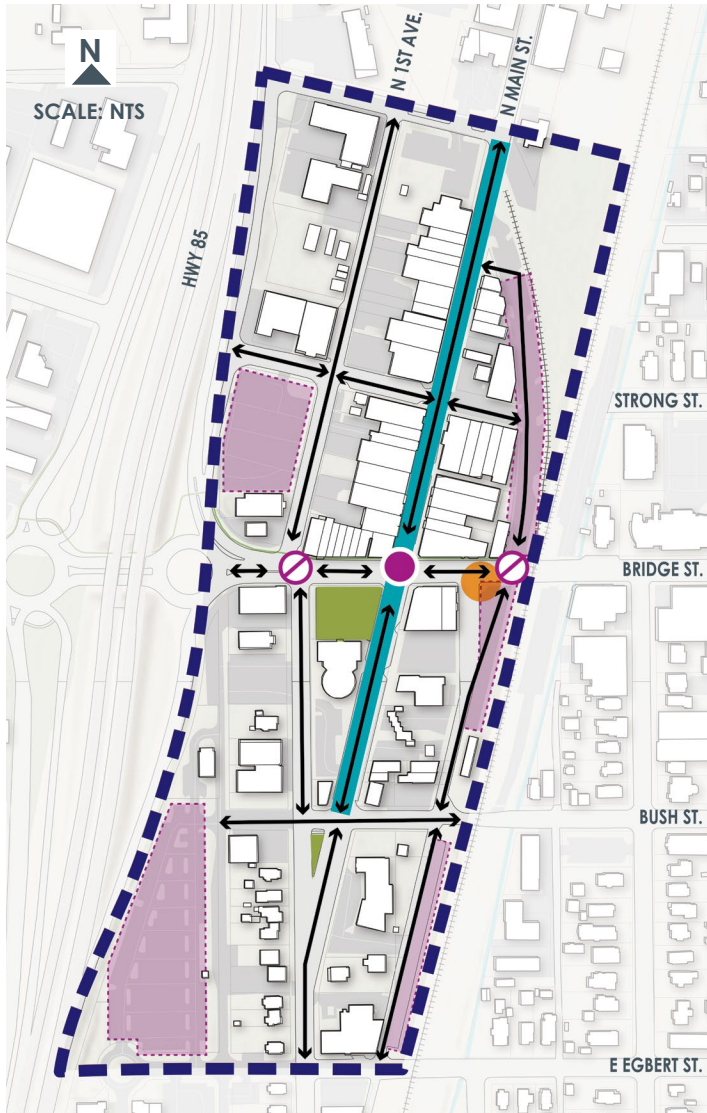 N
SCALE: NTS
N 1ST AVE.
N MAIN ST.
HWY 85
STRONG ST.
BRIDGE ST.
BUSH ST.
E EGBERT ST.